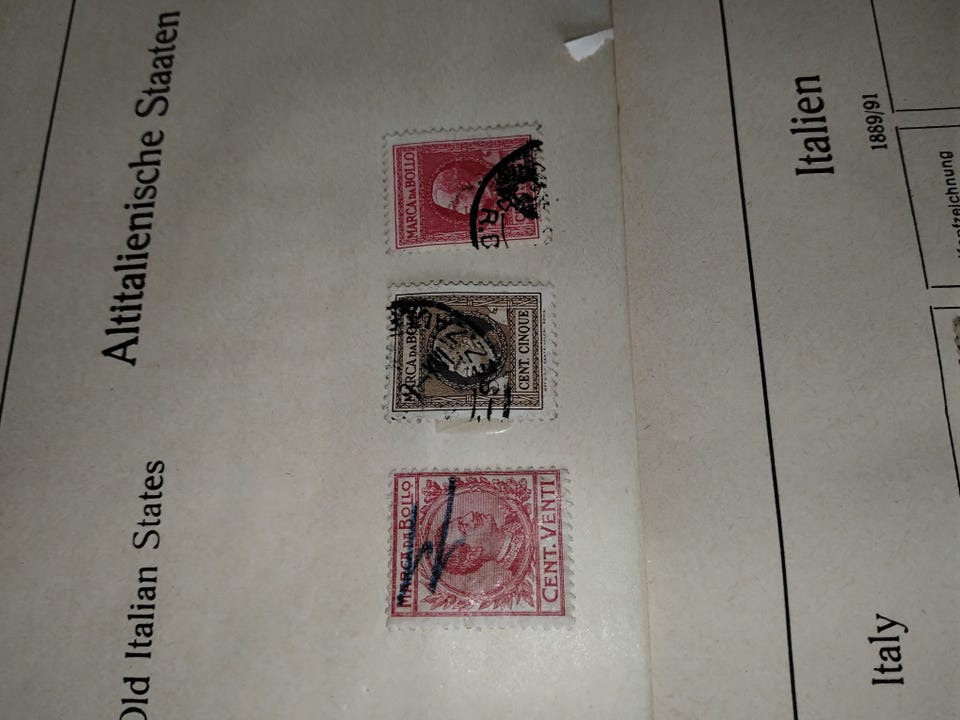 Altitalienische Staaten
Old Italian States
MARCA DA BOLLO
R.B
MARCA DA BO
CENT. CINQUE
MARCA DA BOLLO
CENT. VENTI
Italien
1889/91
Italy